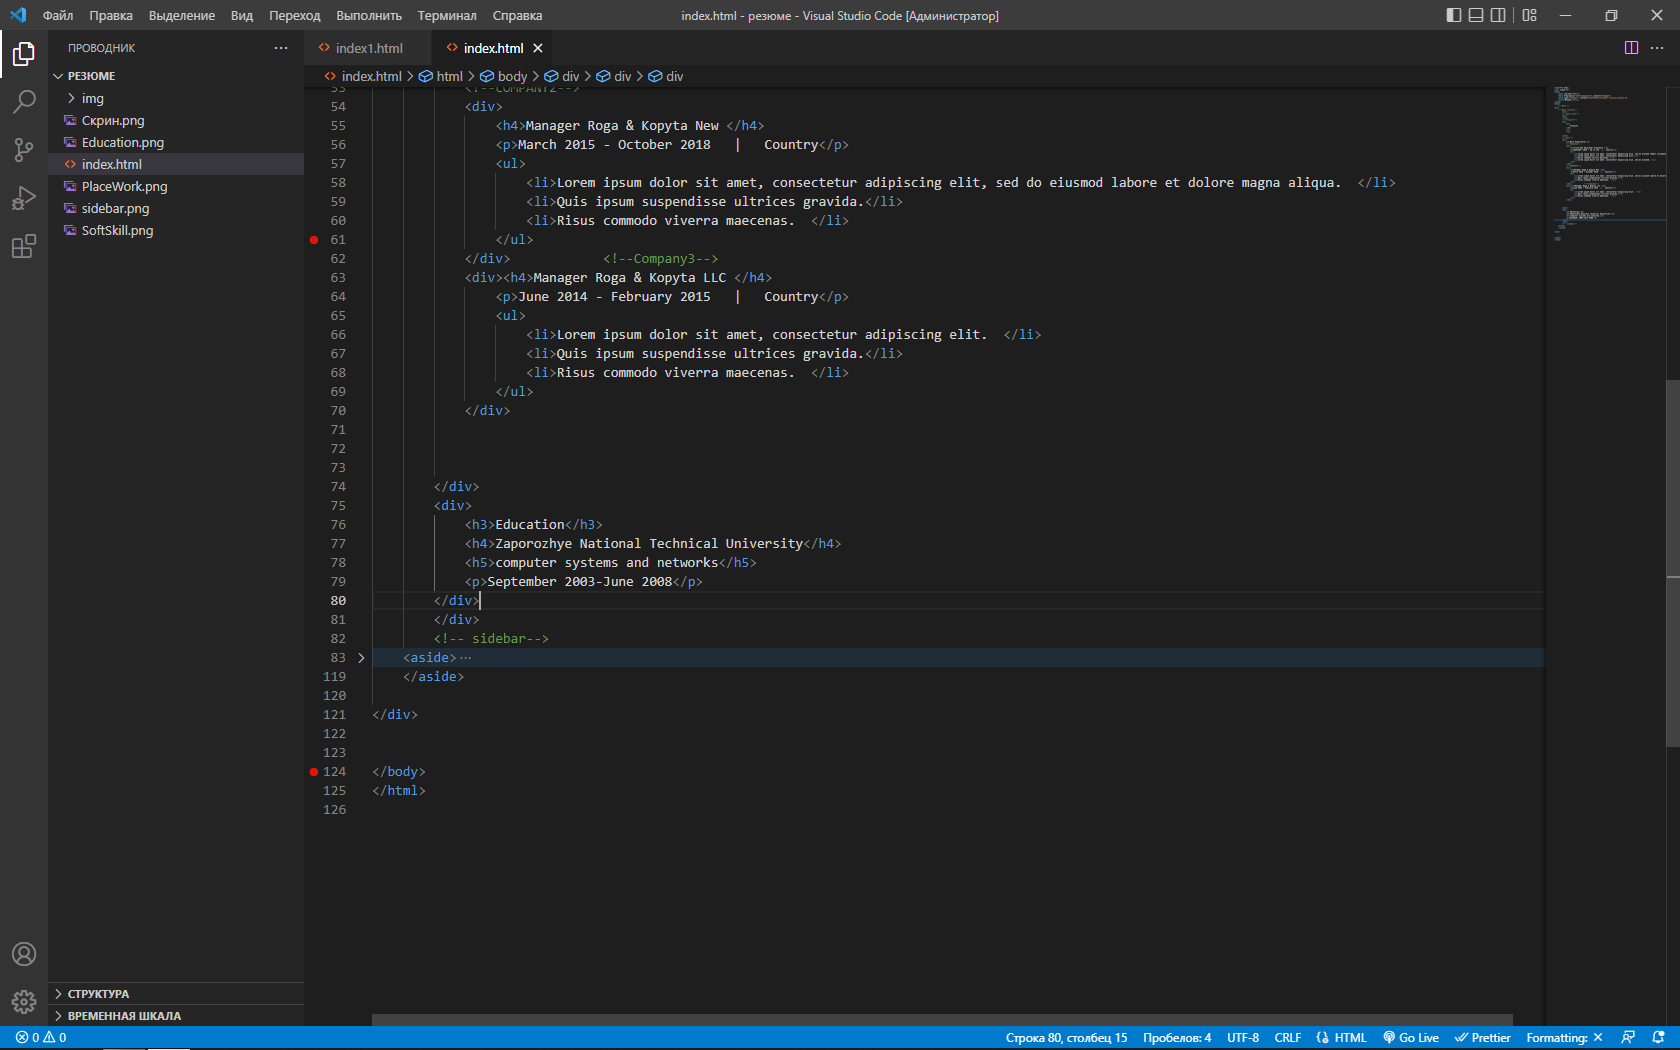 Файл Правка Выделение Вид Переход Выполнить Терминал Справка
index.html - резюме - Visual Studio Code [Администратор]
ПРОВОДНИК
РЕЗЮМЕ
img
Скрин.png
Education.png
index.html
PlaceWork.png
sidebar.png
SoftSkill.png
СТРУКТУРА
ВРЕМЕННАЯ ШКАЛА
index1.html
index.html
index.html > html > body > div > div > div
53 <!--COMPANY2-->
54 <div>
55 <h4>Manager Roga & Kopyta New </h4>
56 <p>March 2015 - October 2018 | Country</p>
57 <ul>
58 <li>Lorem ipsum dolor sit amet, consectetur adipiscing elit, sed do eiusmod labore et dolore magna aliqua. </li>
59 <li>Quis ipsum suspendisse ultrices gravida.</li>
60 <li>Risus commodo viverra maecenas. </li>
61 </ul>
62 </div> <!--Company3-->
63 <div><h4>Manager Roga & Kopyta LLC </h4>
64 <p>June 2014 - February 2015 | Country</p>
65 <ul>
66 <li>Lorem ipsum dolor sit amet, consectetur adipiscing elit. </li>
67 <li>Quis ipsum suspendisse ultrices gravida.</li>
68 <li>Risus commodo viverra maecenas. </li>
69 </ul>
70 </div>
71
72
73
74 </div>
75 <div>
76 <h3>Education</h3>
77 <h4>Zaporozhye National Technical University</h4>
78 <h5>computer systems and networks</h5>
79 <p>September 2003-June 2008</p>
80 </div>
81 </div>
82 <!-- sidebar-->
83 <aside>···
119 </aside>
120
121 </div>
122
123
124 </body>
125 </html>
126
0 0
Строка 80, столбец 15 Пробелов: 4 UTF-8 CRLF HTML Go Live Prettier Formatting: